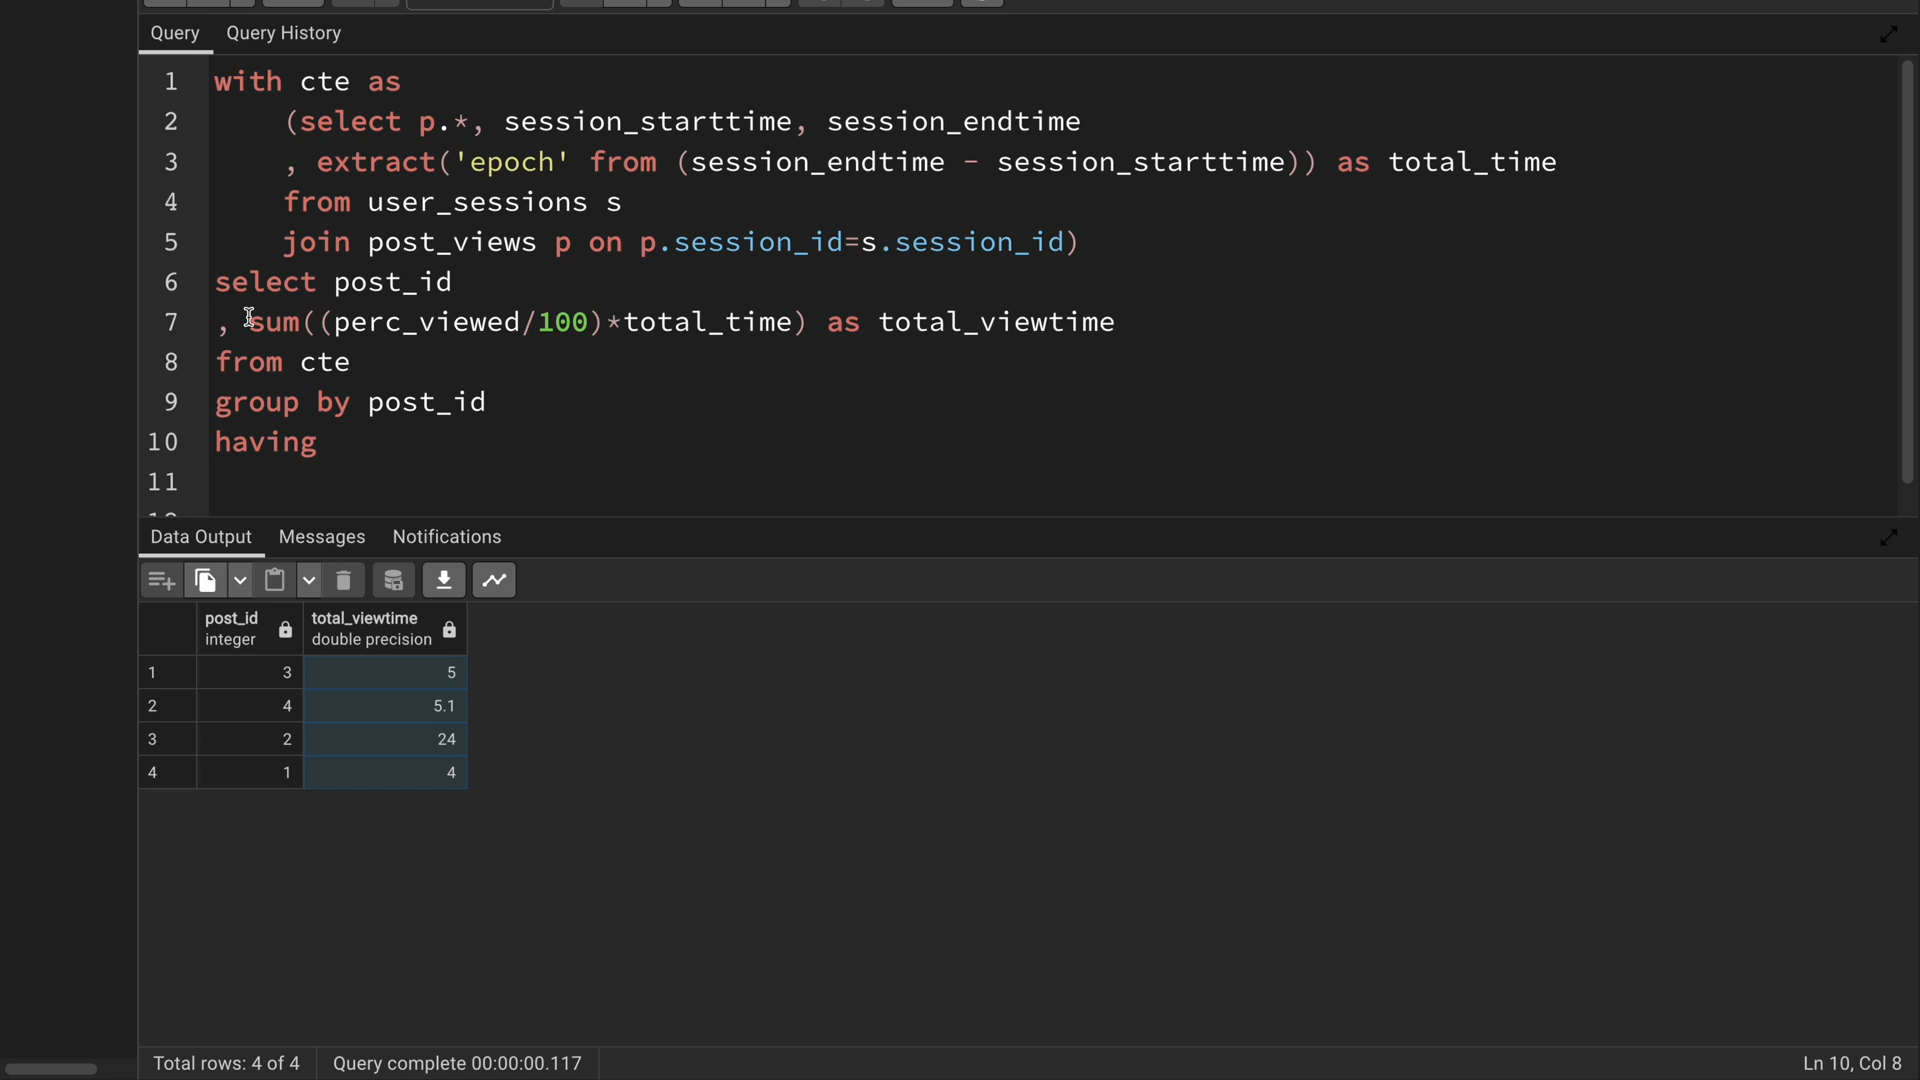 Query Query History
1 with cte as
2 (select p.*, session_starttime, session_endtime
3 , extract('epoch' from (session_endtime - session_starttime)) as total_time
4 from user_sessions s
5 join post_views p on p.session_id=s.session_id)
6 select post_id
7 , sum((perc_viewed/100)*total_time) as total_viewtime
8 from cte
9 group by post_id
10 having
11
Data Output Messages Notifications
post_id total_viewtime
integer double precision
1 3 5
2 4 5.1
3 2 24
4 1 4
Total rows: 4 of 4 Query complete 00:00:00.117 Ln 10, Col 8